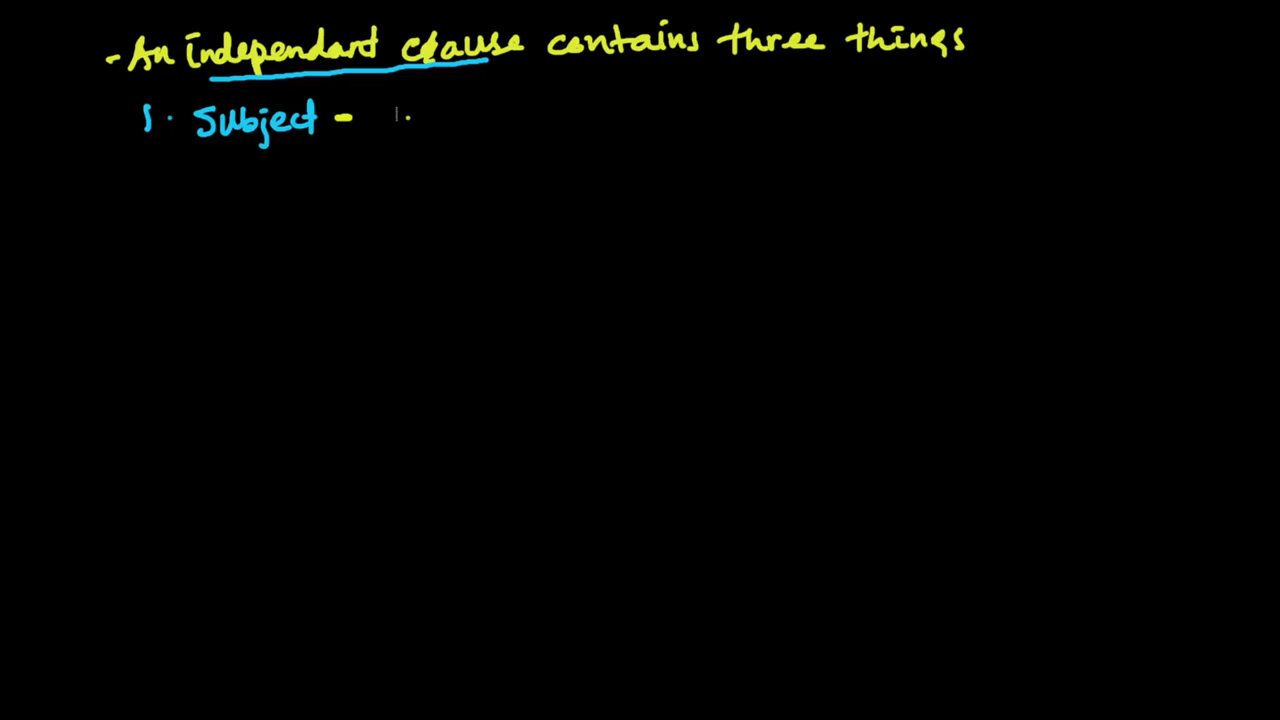 - An independant clause contains three things
1. Subject -